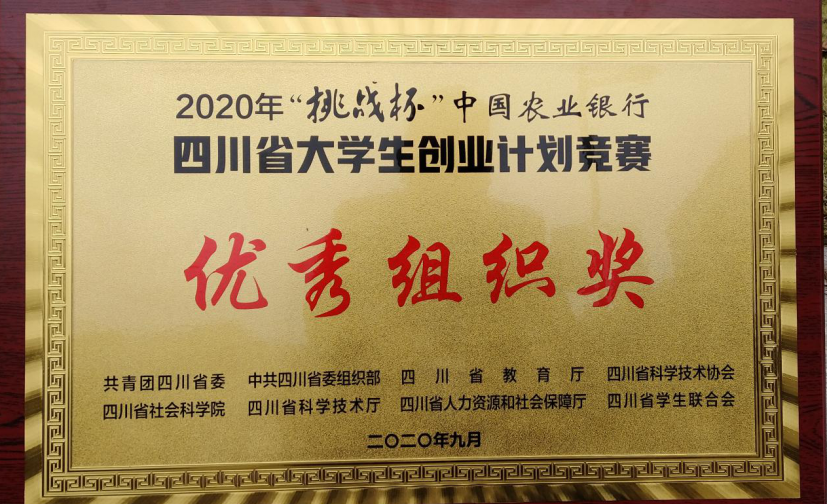 2020年“挑战杯”中国农业银行
四川省大学生创业计划竞赛
优秀组织奖
共青团四川省委 中共四川省委组织部 四川省教育厅 四川省科学技术协会
四川省社会科学院 四川省科学技术厅 四川省人力资源和社会保障厅 四川省学生联合会
二〇二〇年九月